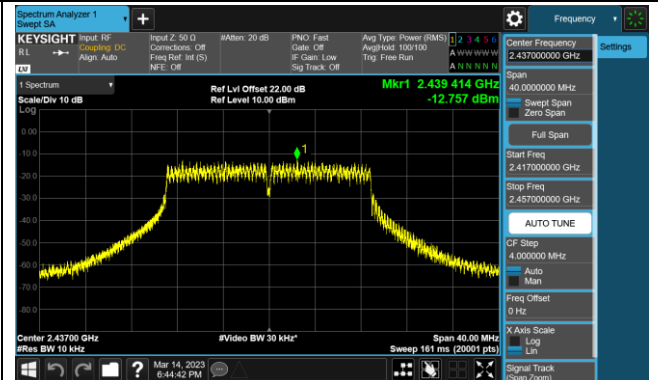 Spectrum Analyzer 1
Swept SA
Frequency
KEYSIGHT
RL
Input: RF
Coupling: DC
Align: Auto
Input Z: 50 Ω
Corrections: Off
Freq Ref: Int (S)
NFE: Off
#Atten: 20 dB
PNO: Fast
Gate: Off
IF Gain: Low
Sig Track: Off
Avg Type: Power (RMS)
Avg|Hold: 100/100
Trig: Free Run
1 2 3 4 5 6
A W W W W W
A N N N N N
LXI
1 Spectrum
Scale/Div 10 dB
Log
Ref Lvl Offset 22.00 dB
Ref Level 10.00 dBm
Mkr1 2.439 414 GHz
-12.757 dBm
0.00
-10.0
-20.0
-30.0
-40.0
-50.0
-60.0
-70.0
-80.0
1
Center 2.43700 GHz
#Res BW 10 kHz
#Video BW 30 kHz*
Span 40.00 MHz
Sweep 161 ms (20001 pts)
Center Frequency
2.437000000 GHz
Settings
Span
40.0000000 MHz
Swept Span
Zero Span
Full Span
Start Freq
2.417000000 GHz
Stop Freq
2.457000000 GHz
AUTO TUNE
CF Step
4.000000 MHz
Auto
Man
Freq Offset
0 Hz
X Axis Scale
Log
Lin
Signal Track
(Span Zoom)
?
Mar 14, 2023
6:44:42 PM